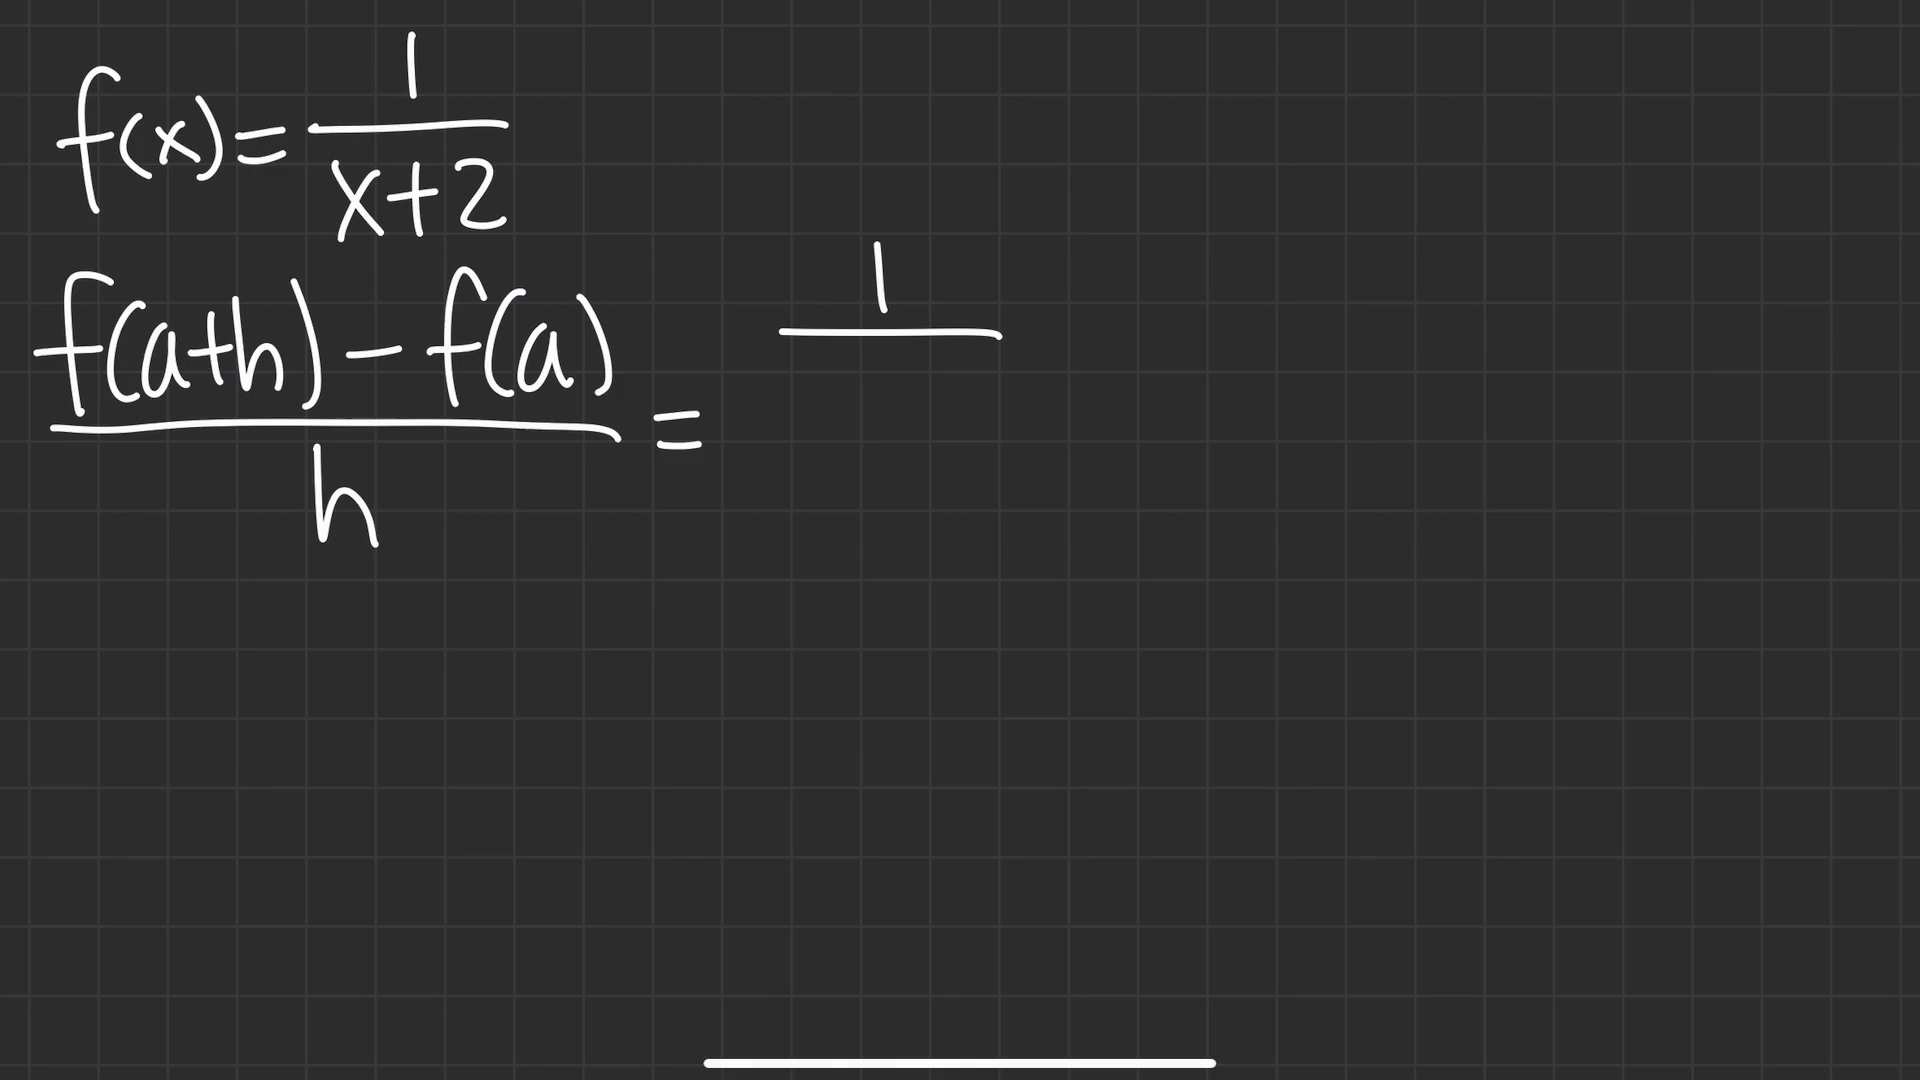 f(x) = 1/(x+2)
(f(a+h) - f(a))/h = 1/